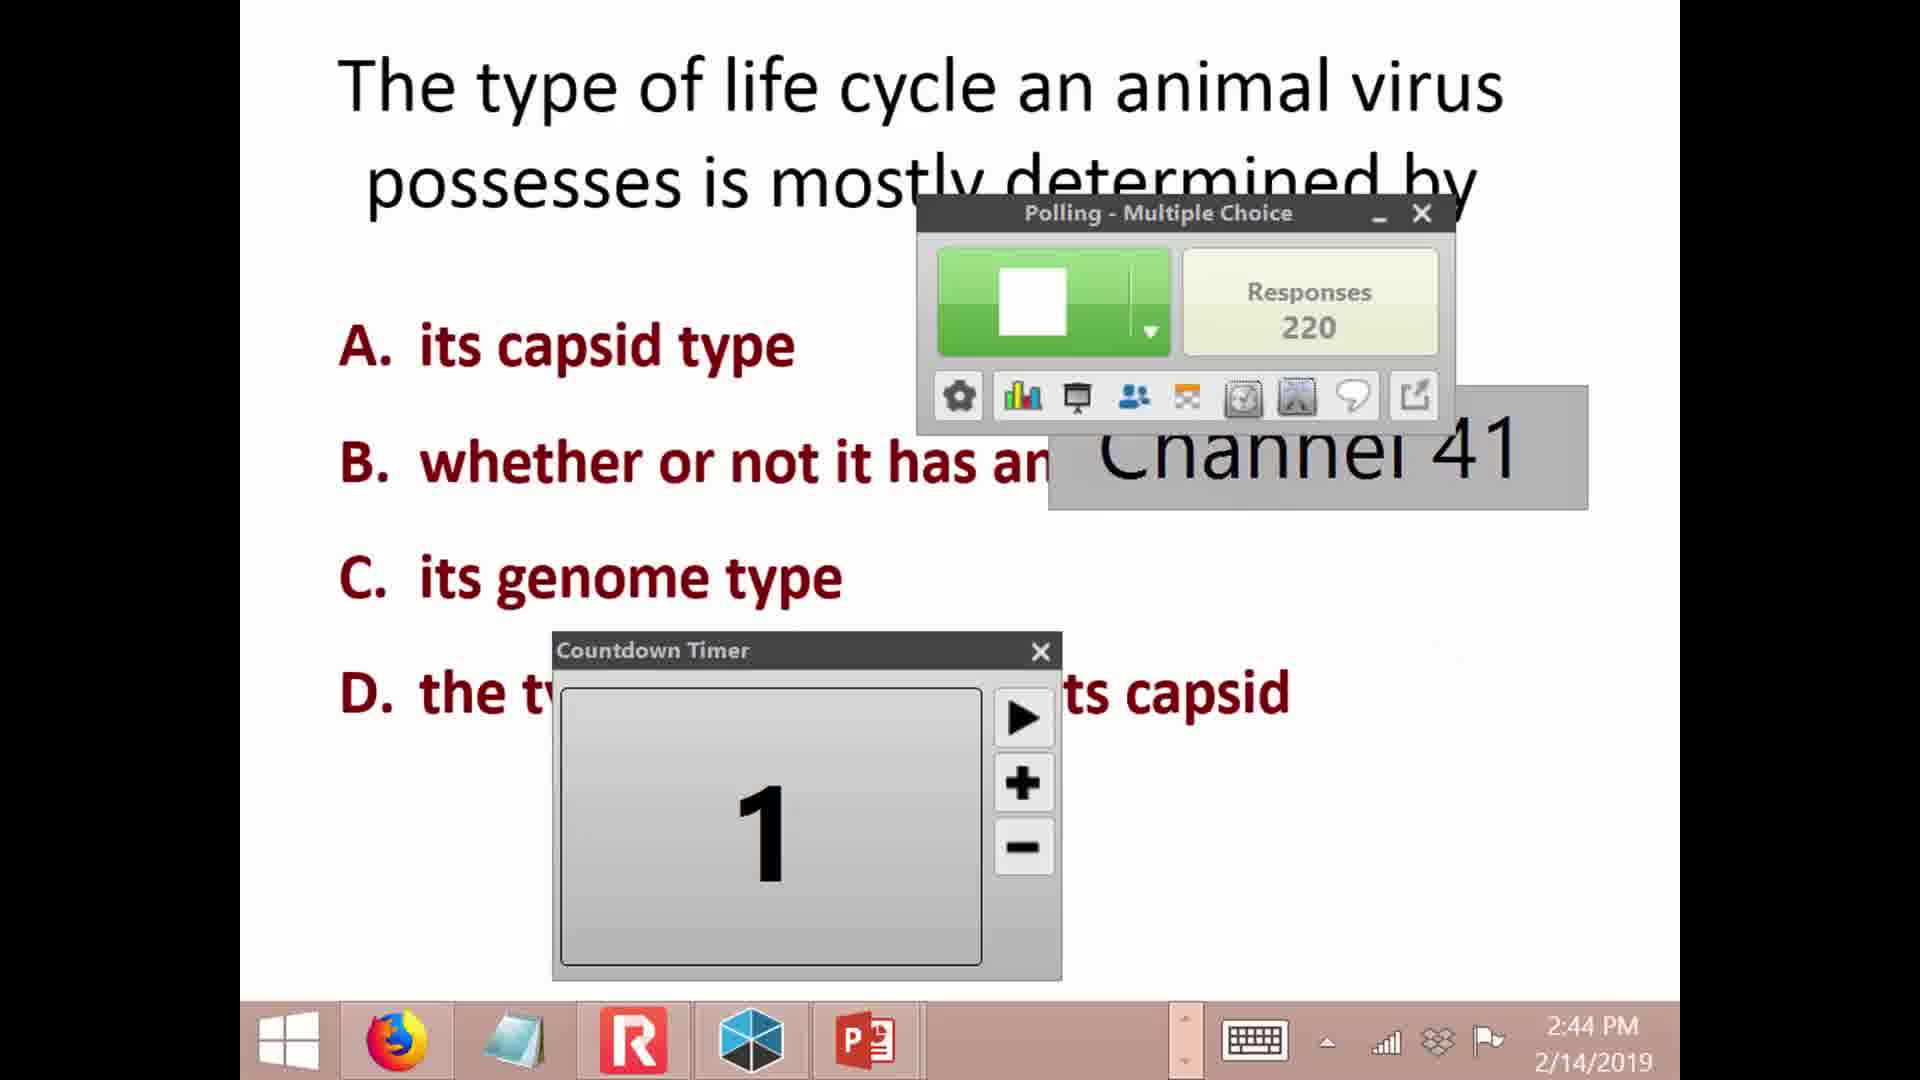 The type of life cycle an animal virus
possesses is mostly determined by
Polling - Multiple Choice
Responses
220
A. its capsid type
Channel 41
B. whether or not it has an
C. its genome type
Countdown Timer
D. the ts capsid
1
2:44 PM
2/14/2019